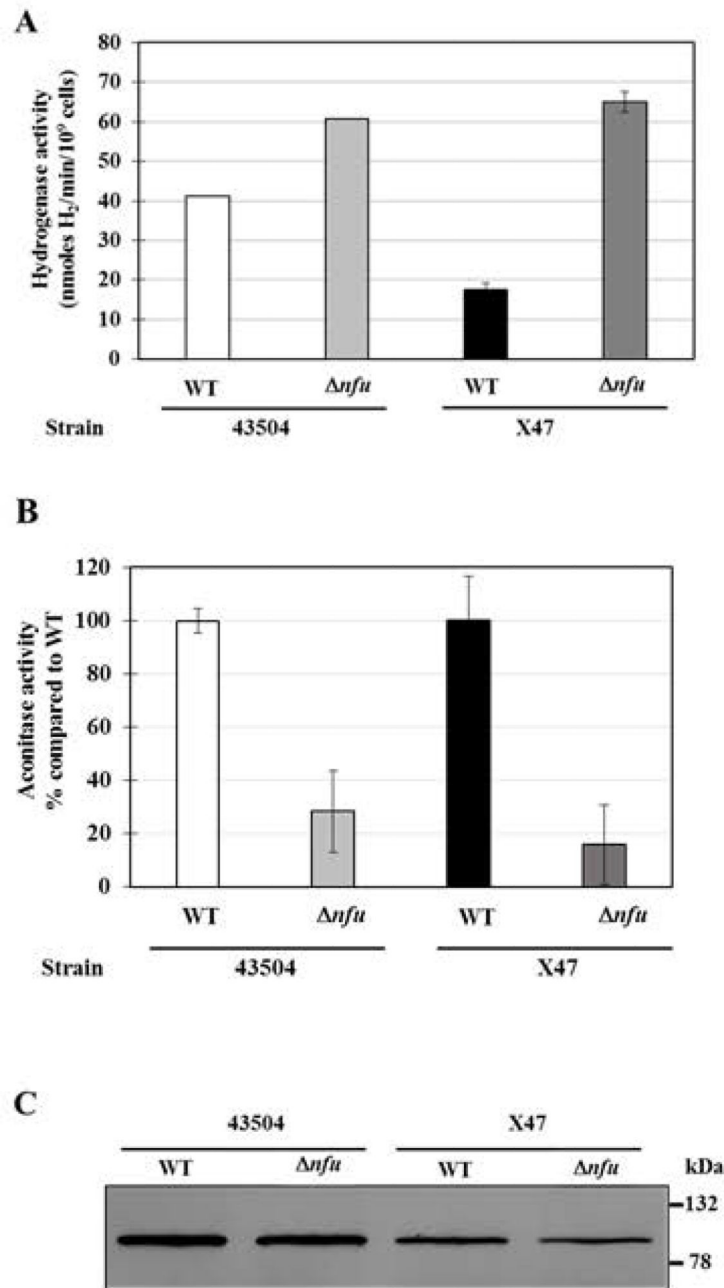 A
Hydrogenase activity
(nmoles H₂/min/10⁹ cells)
80
70
60
50
40
30
20
10
0
WT Δnfu WT Δnfu
Strain 43504 X47
B
Aconitase activity
% compared to WT
120
100
80
60
40
20
0
WT Δnfu WT Δnfu
Strain 43504 X47
C
43504 X47
WT Δnfu WT Δnfu kDa
132
78